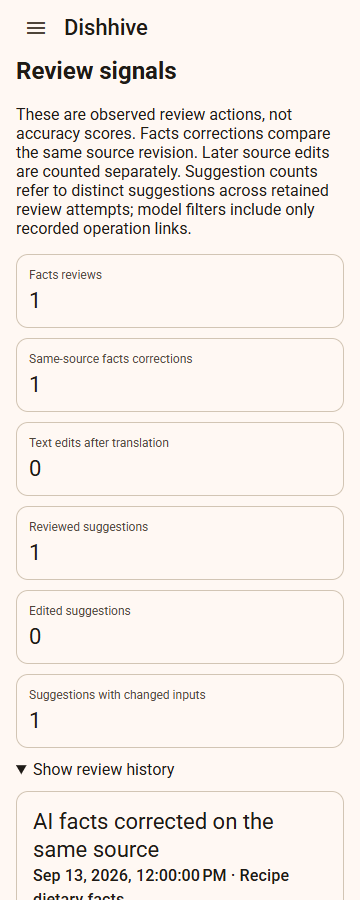 Dishhive
Review signals
These are observed review actions, not
accuracy scores. Facts corrections compare
the same source revision. Later source edits
are counted separately. Suggestion counts
refer to distinct suggestions across retained
review attempts; model filters include only
recorded operation links.
Facts reviews
1
Same-source facts corrections
1
Text edits after translation
0
Reviewed suggestions
1
Edited suggestions
0
Suggestions with changed inputs
1
▼ Show review history
AI facts corrected on the
same source
Sep 13, 2026, 12:00:00 PM · Recipe
dietary facts